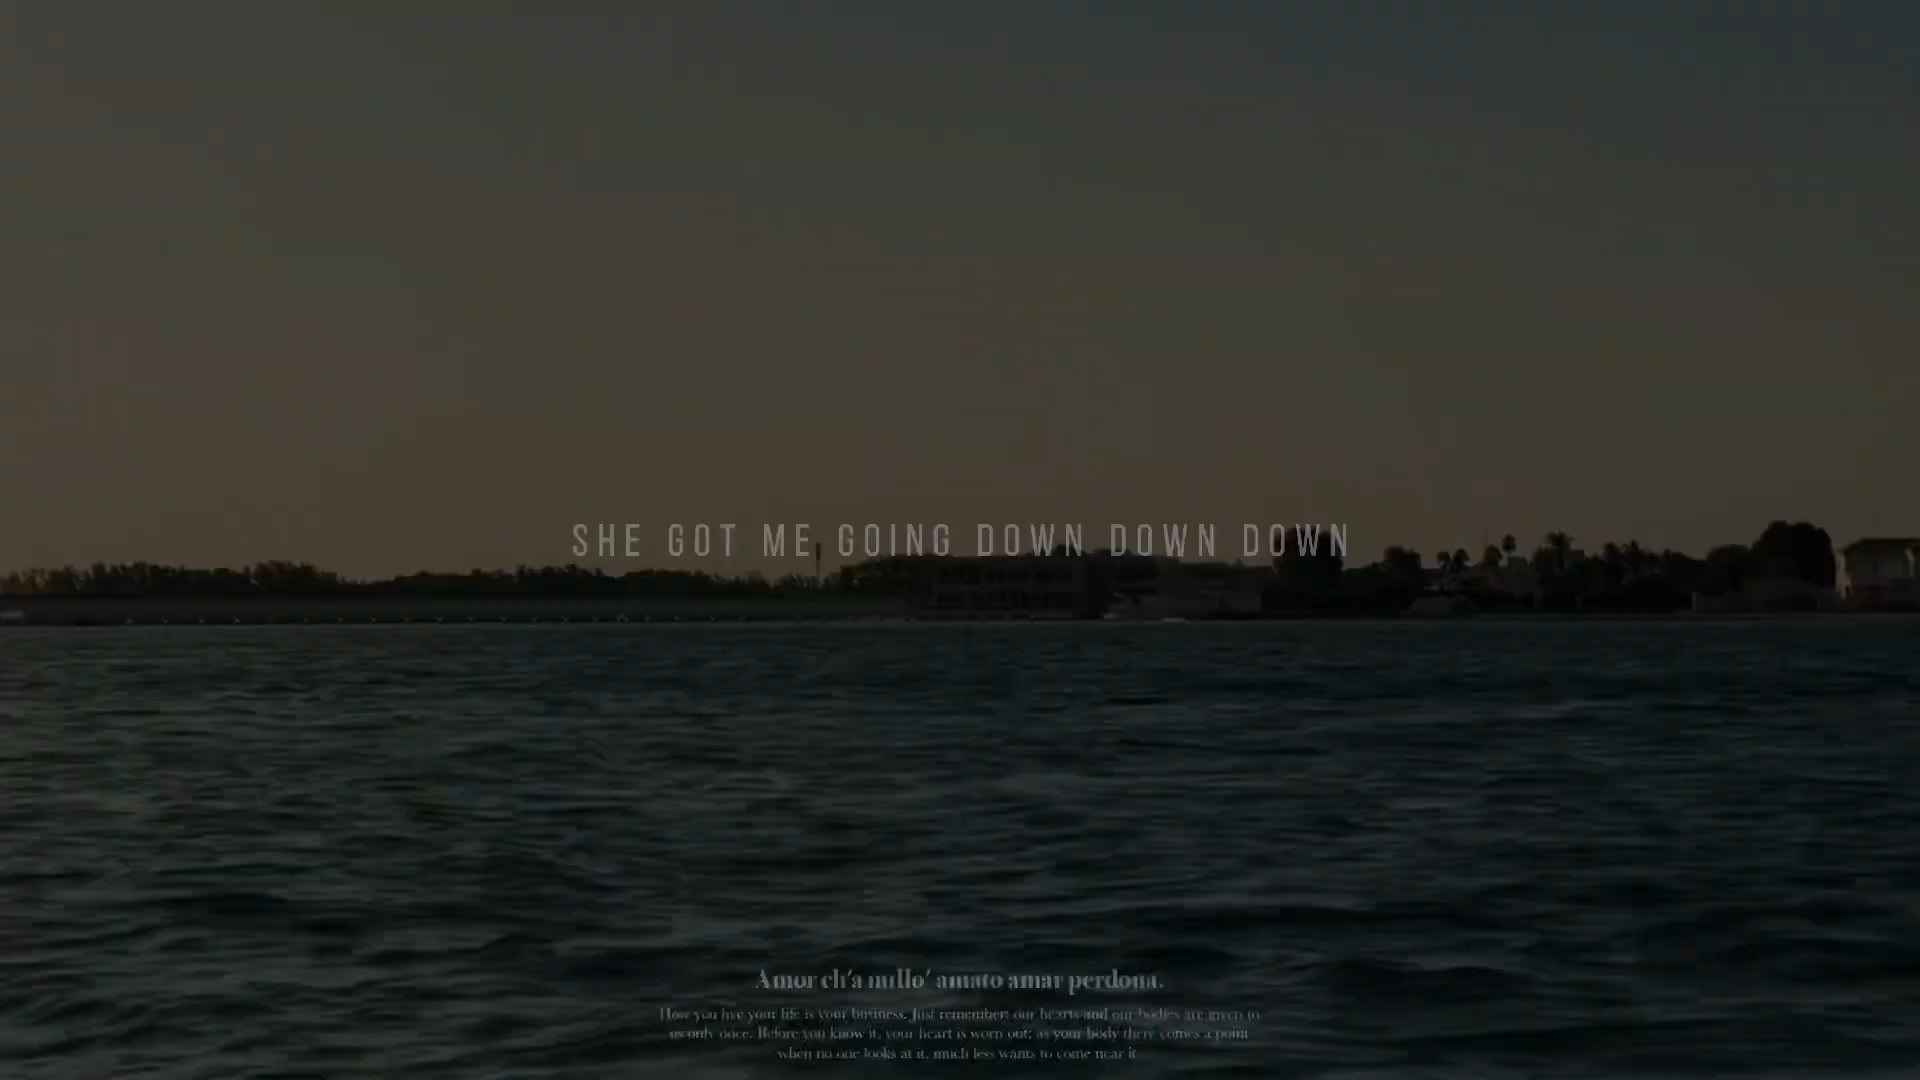 SHE GOT ME GOING DOWN DOWN DOWN
Amor ch'a nullo' amato amar perdona.
How you live your life is your business. Just remember: our hearts and our bodies are given to
us only once. Before you know it, your heart is worn out; as your body there comes a point
when no one looks at it, much less wants to come near it